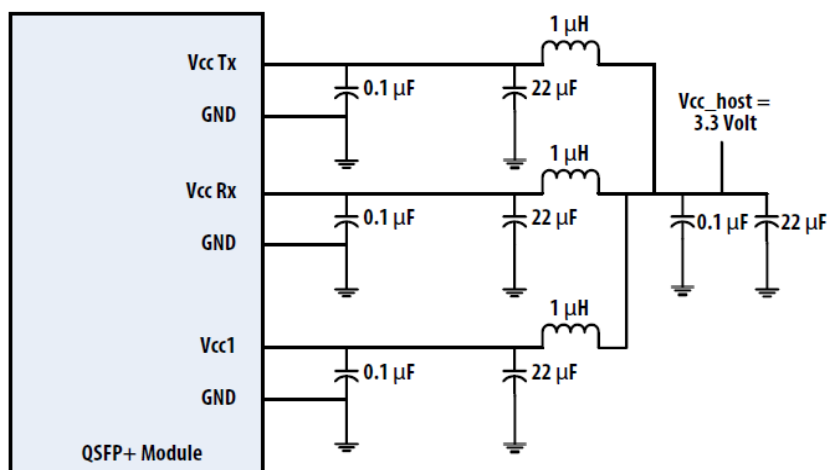 1 µH
Vcc Tx
0.1 µF
22 µF
GND
Vcc_host =
3.3 Volt
1 µH
Vcc Rx
0.1 µF
22 µF
0.1 µF
22 µF
GND
1 µH
Vcc1
0.1 µF
22 µF
GND
QSFP+ Module